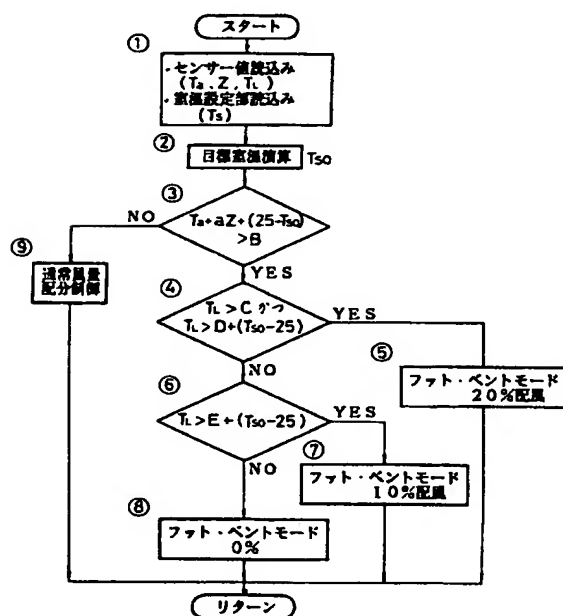 スタート
①
・センサー値読込み
(Ta、Z、TL)
・室温設定部読込み
(Ts)
②
目標室温演算 Tso
③
NO
Ta+aZ+(25-Tso)
>B
⑨
通常風量
配分制御
YES
④
TL>Cかつ
TL>D+(Tso-25)
YES
⑤
NO
フット・ベントモード
20%配風
⑥
TL>E+(Tso-25)
YES
⑦
NO
フット・ベントモード
10%配風
⑧
フット・ベントモード
0%
リターン